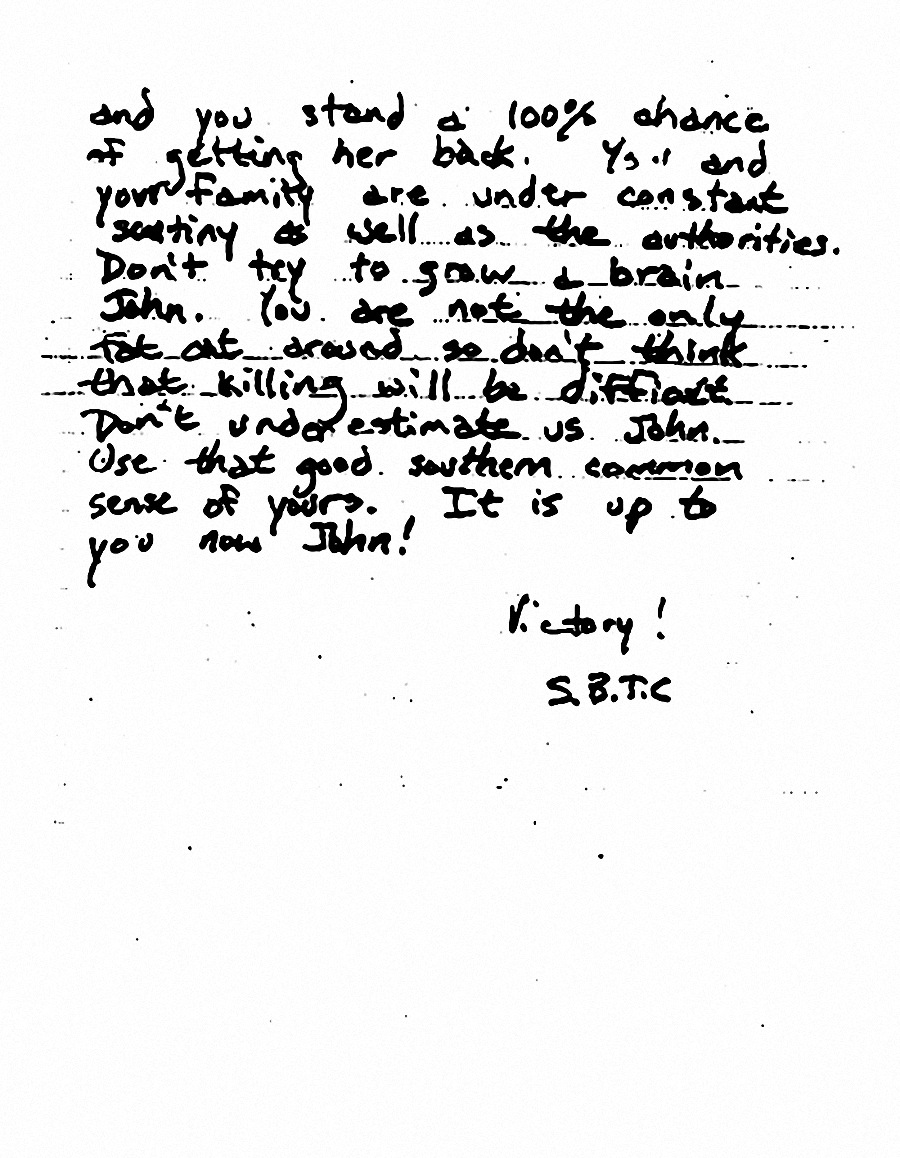 and you stand a 100% chance
of getting her back. You and
your family are under constant
scutiny as well as the authorities.
Don't try to grow a brain
John. You are not the only
fat cat around so don't think
that killing will be difficult.
Don't underestimate us John.
Use that good southern common
sense of yours. It is up to
you now John!
Victory!
S.B.T.C